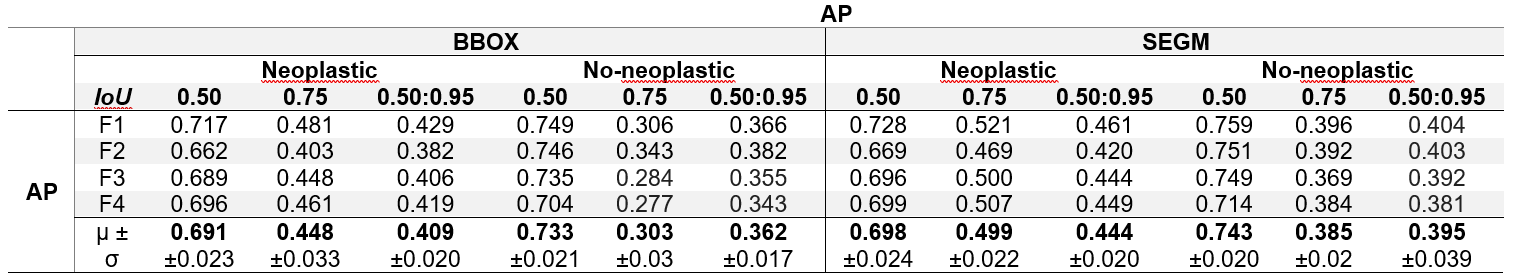 AP
BBOX SEGM
Neoplastic No-neoplastic Neoplastic No-neoplastic
IoU 0.50 0.75 0.50:0.95 0.50 0.75 0.50:0.95 0.50 0.75 0.50:0.95 0.50 0.75 0.50:0.95
F1 0.717 0.481 0.429 0.749 0.306 0.366 0.728 0.521 0.461 0.759 0.396 0.404
F2 0.662 0.403 0.382 0.746 0.343 0.382 0.669 0.469 0.420 0.751 0.392 0.403
AP F3 0.689 0.448 0.406 0.735 0.284 0.355 0.696 0.500 0.444 0.749 0.369 0.392
F4 0.696 0.461 0.419 0.704 0.277 0.343 0.699 0.507 0.449 0.714 0.384 0.381
μ ± 0.691 0.448 0.409 0.733 0.303 0.362 0.698 0.499 0.444 0.743 0.385 0.395
σ ±0.023 ±0.033 ±0.020 ±0.021 ±0.03 ±0.017 ±0.024 ±0.022 ±0.020 ±0.020 ±0.02 ±0.039